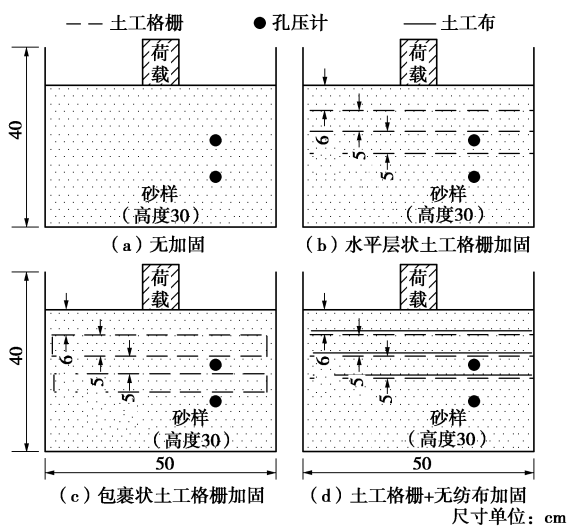 土工格栅 孔压计 土工布
荷载 荷载
40 6 5 5
砂样 砂样
（高度30） （高度30）
（a）无加固 （b）水平层状土工格栅加固
荷载 荷载
40 6 5 5 6 5 5
砂样 砂样
（高度30） （高度30）
50 50
（c）包裹状土工格栅加固 （d）土工格栅+无纺布加固
尺寸单位：cm